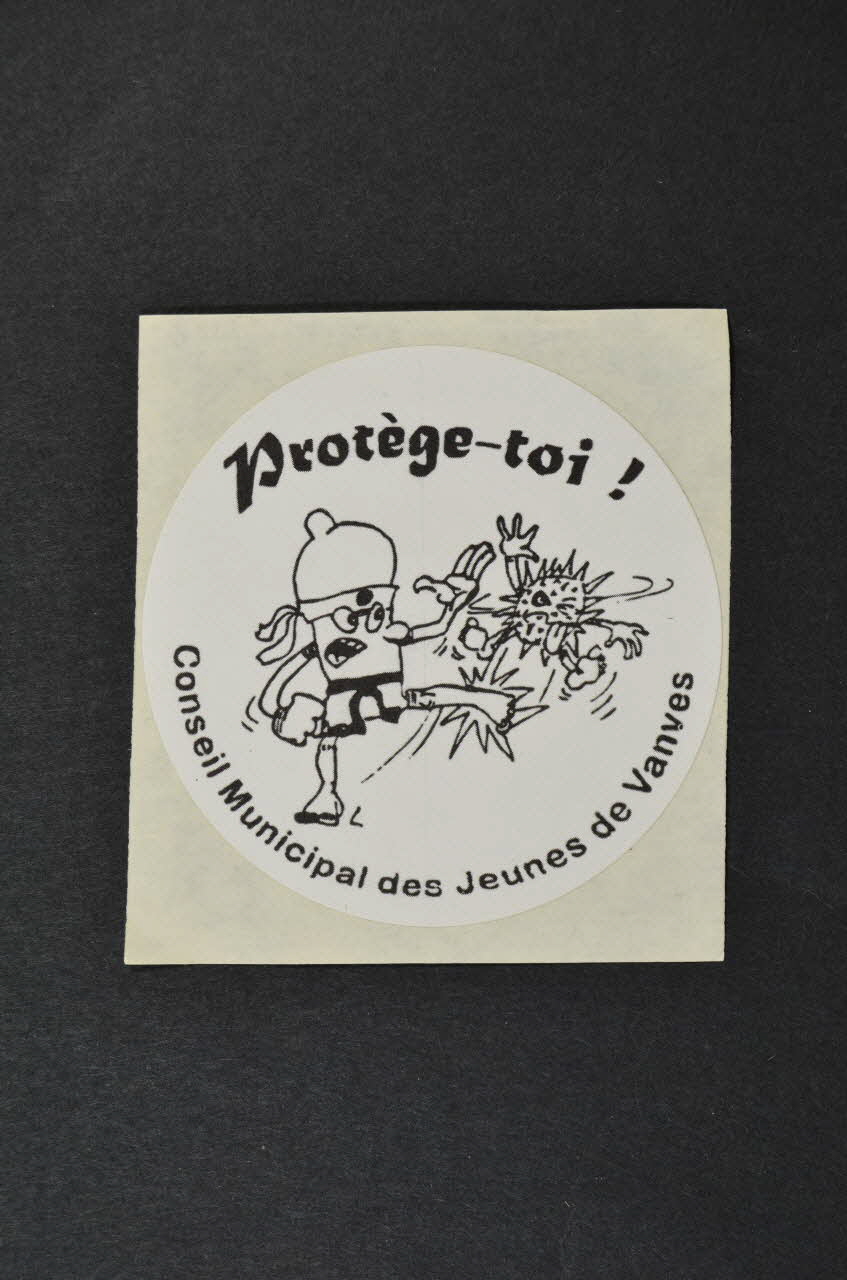 Protège-toi !
Conseil Municipal des Jeunes de Vanves